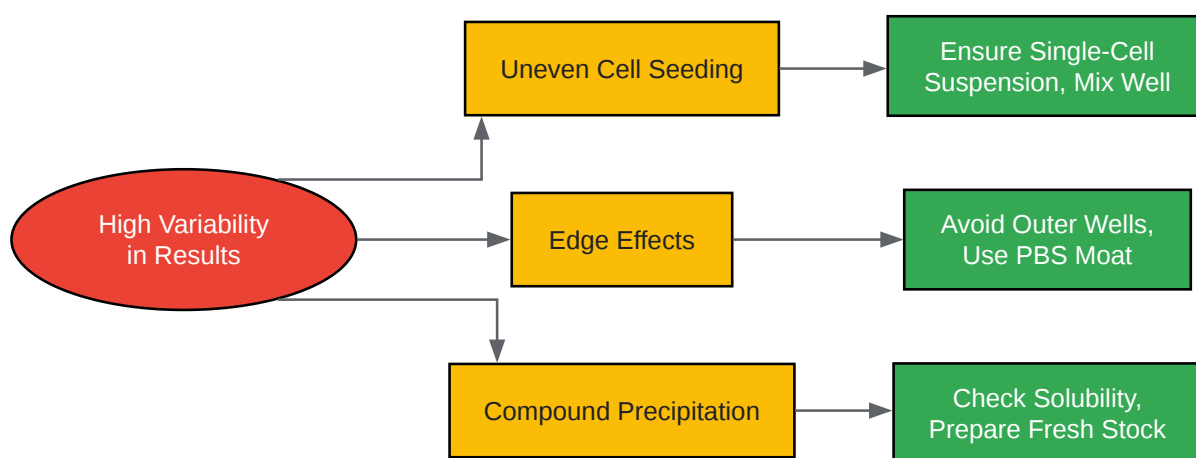 Uneven Cell Seeding
Ensure Single-Cell
Suspension, Mix Well
High Variability
in Results
Edge Effects
Avoid Outer Wells,
Use PBS Moat
Compound Precipitation
Check Solubility,
Prepare Fresh Stock